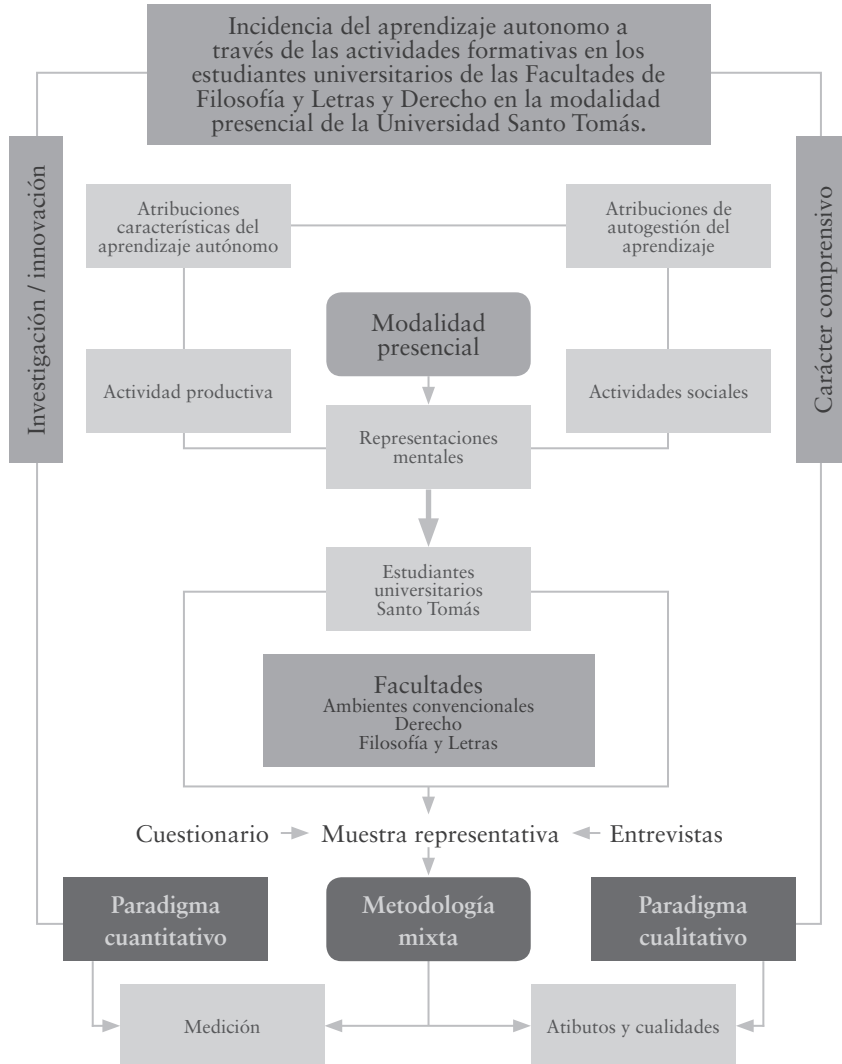 Incidencia del aprendizaje autonomo a
través de las actividades formativas en los
estudiantes universitarios de las Facultades de
Filosofía y Letras y Derecho en la modalidad
presencial de la Universidad Santo Tomás.
Investigación / innovación
Carácter comprensivo
Atribuciones
características del
aprendizaje autónomo
Atribuciones de
autogestión del
aprendizaje
Modalidad
presencial
Actividad productiva
Actividades sociales
Representaciones
mentales
Estudiantes
universitarios
Santo Tomás
Facultades
Ambientes convencionales
Derecho
Filosofía y Letras
Cuestionario
Muestra representativa
Entrevistas
Paradigma
cuantitativo
Metodología
mixta
Paradigma
cualitativo
Medición
Atibutos y cualidades